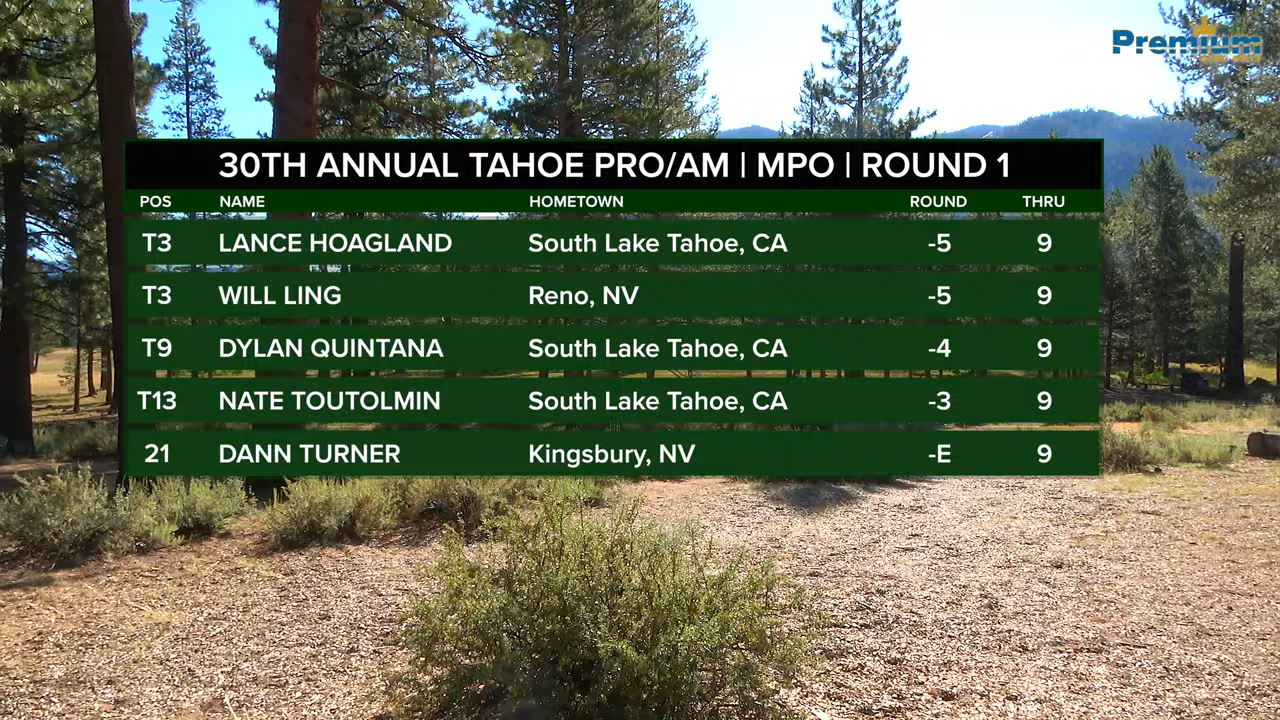 Premium
30TH ANNUAL TAHOE PRO/AM | MPO | ROUND 1
POS NAME HOMETOWN ROUND THRU
T3 LANCE HOAGLAND South Lake Tahoe, CA -5 9
T3 WILL LING Reno, NV -5 9
T9 DYLAN QUINTANA South Lake Tahoe, CA -4 9
T13 NATE TOUTOLMIN South Lake Tahoe, CA -3 9
21 DANN TURNER Kingsbury, NV -E 9